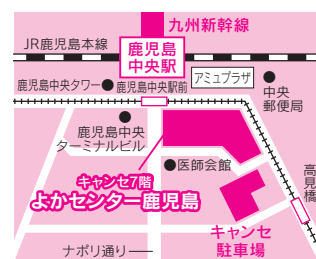 九州新幹線
JR鹿児島本線
鹿児島
中央駅
アミュプラザ
鹿児島中央タワー
鹿児島中央駅前
中央
郵便局
鹿児島中央
ターミナルビル
医師会館
高見橋
キャンセ7階
よかセンター鹿児島
キャンセ
駐車場
ナポリ通り